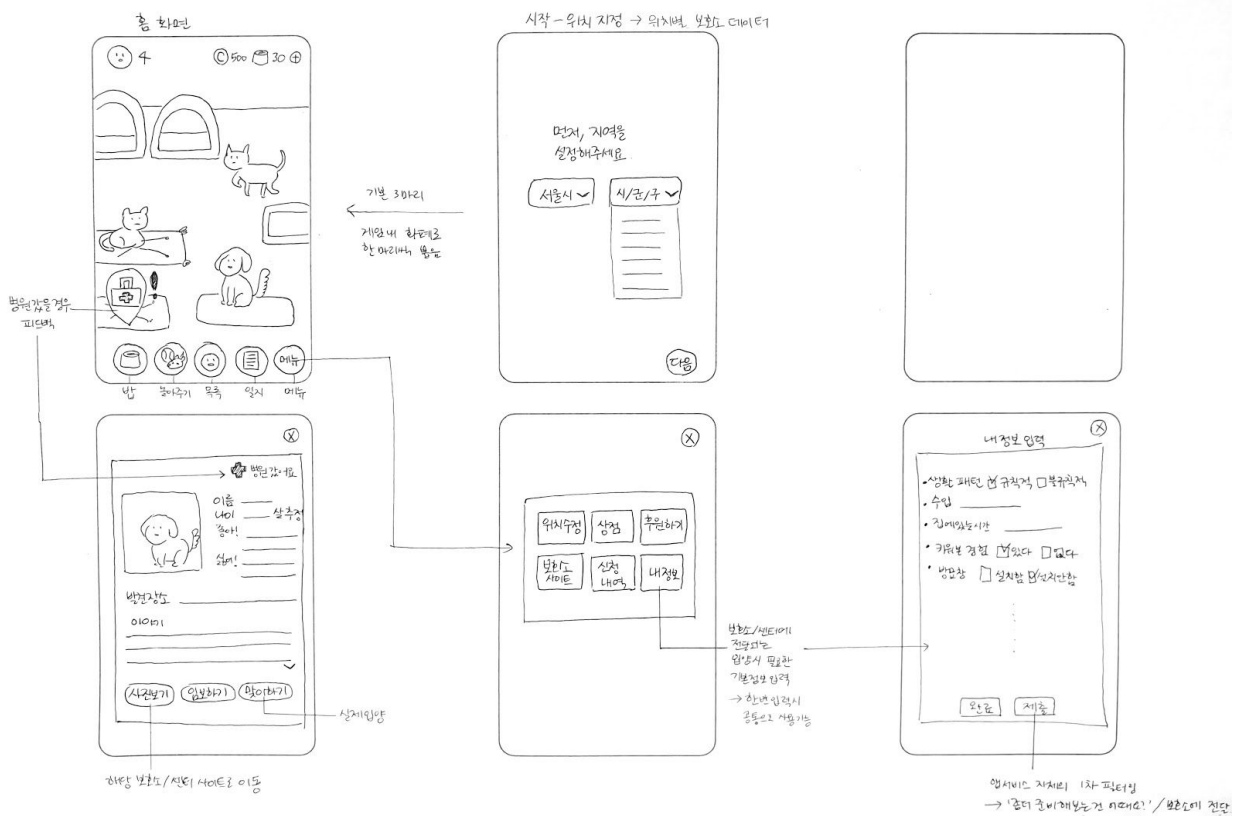 홈 화면
4
C 500 30
밥
놀아주기
목록
일지
메뉴
메뉴
병원갔을경우
피드백
시작-위치 지정 → 위치별 보호소 데이터
먼저, 지역을
설정해주세요
서울시
시/군/구
다음
기본 3마리
게임내 화폐로
한 마리씩 뽑음
병원갔어요
이름
나이 살추정
좋아!
싫어!
발견장소
이야기
사진보기
임보하기
맞이하기
실제입양
해당 보호소/센터 사이트로 이동
위치수정
상점
후원하기
보호소
사이트
신청
내역
내정보
보호소/센터에
전달되는
입양시 필요한
기본정보 입력
→ 한번입력시
공통으로 사용가능
내정보 입력
• 생활 패턴 규칙적 불규칙적
• 수입
• 집에있는시간
• 키워본 경험 있다 없다
• 방묘창 설치함 설치안함
완료
제출
앱서비스 자체의 1차 필터링
→ '좀더 준비해보는건 어때요?' / 보호소에 전달